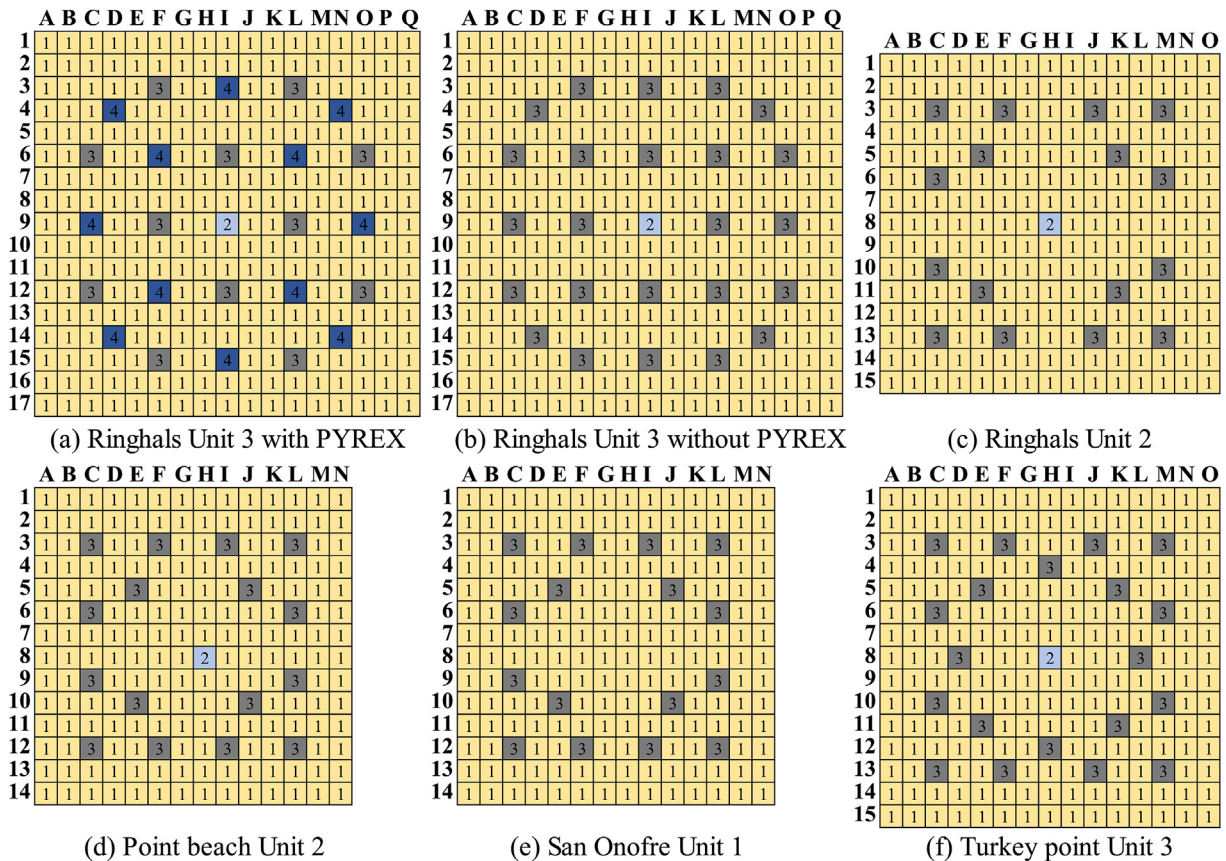 A B C D E F G H I J K L M N O P Q
1 1 1 1 1 1 1 1 1 1 1 1 1 1 1 1 1 1
2 1 1 1 1 1 1 1 1 1 1 1 1 1 1 1 1 1
3 1 1 1 1 1 3 1 1 4 1 1 3 1 1 1 1 1
4 1 1 1 4 1 1 1 1 1 1 1 1 1 4 1 1 1
5 1 1 1 1 1 1 1 1 1 1 1 1 1 1 1 1 1
6 1 1 3 1 1 4 1 1 3 1 1 4 1 1 3 1 1
7 1 1 1 1 1 1 1 1 1 1 1 1 1 1 1 1 1
8 1 1 1 1 1 1 1 1 1 1 1 1 1 1 1 1 1
9 1 1 4 1 1 3 1 1 2 1 1 3 1 1 4 1 1
10 1 1 1 1 1 1 1 1 1 1 1 1 1 1 1 1 1
11 1 1 1 1 1 1 1 1 1 1 1 1 1 1 1 1 1
12 1 1 3 1 1 4 1 1 3 1 1 4 1 1 3 1 1
13 1 1 1 1 1 1 1 1 1 1 1 1 1 1 1 1 1
14 1 1 1 4 1 1 1 1 1 1 1 1 1 4 1 1 1
15 1 1 1 1 1 3 1 1 4 1 1 3 1 1 1 1 1
16 1 1 1 1 1 1 1 1 1 1 1 1 1 1 1 1 1
17 1 1 1 1 1 1 1 1 1 1 1 1 1 1 1 1 1
(a) Ringhals Unit 3 with PYREX
A B C D E F G H I J K L M N O P Q
1 1 1 1 1 1 1 1 1 1 1 1 1 1 1 1 1 1
2 1 1 1 1 1 1 1 1 1 1 1 1 1 1 1 1 1
3 1 1 1 1 1 3 1 1 3 1 1 3 1 1 1 1 1
4 1 1 1 3 1 1 1 1 1 1 1 1 1 3 1 1 1
5 1 1 1 1 1 1 1 1 1 1 1 1 1 1 1 1 1
6 1 1 3 1 1 3 1 1 3 1 1 3 1 1 3 1 1
7 1 1 1 1 1 1 1 1 1 1 1 1 1 1 1 1 1
8 1 1 1 1 1 1 1 1 1 1 1 1 1 1 1 1 1
9 1 1 3 1 1 3 1 1 2 1 1 3 1 1 3 1 1
10 1 1 1 1 1 1 1 1 1 1 1 1 1 1 1 1 1
11 1 1 1 1 1 1 1 1 1 1 1 1 1 1 1 1 1
12 1 1 3 1 1 3 1 1 3 1 1 3 1 1 3 1 1
13 1 1 1 1 1 1 1 1 1 1 1 1 1 1 1 1 1
14 1 1 1 3 1 1 1 1 1 1 1 1 1 3 1 1 1
15 1 1 1 1 1 3 1 1 3 1 1 3 1 1 1 1 1
16 1 1 1 1 1 1 1 1 1 1 1 1 1 1 1 1 1
17 1 1 1 1 1 1 1 1 1 1 1 1 1 1 1 1 1
(b) Ringhals Unit 3 without PYREX
A B C D E F G H I J K L M N O
1 1 1 1 1 1 1 1 1 1 1 1 1 1 1 1
2 1 1 1 1 1 1 1 1 1 1 1 1 1 1 1
3 1 1 3 1 1 3 1 1 1 3 1 1 3 1 1
4 1 1 1 1 1 1 1 1 1 1 1 1 1 1 1
5 1 1 1 1 3 1 1 1 1 1 3 1 1 1 1
6 1 1 3 1 1 1 1 1 1 1 1 1 3 1 1
7 1 1 1 1 1 1 1 1 1 1 1 1 1 1 1
8 1 1 1 1 1 1 1 2 1 1 1 1 1 1 1
9 1 1 1 1 1 1 1 1 1 1 1 1 1 1 1
10 1 1 3 1 1 1 1 1 1 1 1 1 3 1 1
11 1 1 1 1 3 1 1 1 1 1 3 1 1 1 1
12 1 1 1 1 1 1 1 1 1 1 1 1 1 1 1
13 1 1 3 1 1 3 1 1 1 3 1 1 3 1 1
14 1 1 1 1 1 1 1 1 1 1 1 1 1 1 1
15 1 1 1 1 1 1 1 1 1 1 1 1 1 1 1
(c) Ringhals Unit 2
A B C D E F G H I J K L M N
1 1 1 1 1 1 1 1 1 1 1 1 1 1 1
2 1 1 1 1 1 1 1 1 1 1 1 1 1 1
3 1 1 3 1 1 3 1 1 3 1 1 3 1 1
4 1 1 1 1 1 1 1 1 1 1 1 1 1 1
5 1 1 1 1 3 1 1 1 1 3 1 1 1 1
6 1 1 3 1 1 1 1 1 1 1 1 3 1 1
7 1 1 1 1 1 1 1 1 1 1 1 1 1 1
8 1 1 1 1 1 1 1 2 1 1 1 1 1 1
9 1 1 3 1 1 1 1 1 1 1 1 3 1 1
10 1 1 1 1 3 1 1 1 1 3 1 1 1 1
11 1 1 1 1 1 1 1 1 1 1 1 1 1 1
12 1 1 3 1 1 3 1 1 3 1 1 3 1 1
13 1 1 1 1 1 1 1 1 1 1 1 1 1 1
14 1 1 1 1 1 1 1 1 1 1 1 1 1 1
(d) Point beach Unit 2
A B C D E F G H I J K L M N
1 1 1 1 1 1 1 1 1 1 1 1 1 1 1
2 1 1 1 1 1 1 1 1 1 1 1 1 1 1
3 1 1 3 1 1 3 1 1 3 1 1 3 1 1
4 1 1 1 1 1 1 1 1 1 1 1 1 1 1
5 1 1 1 1 3 1 1 1 1 3 1 1 1 1
6 1 1 3 1 1 1 1 1 1 1 1 3 1 1
7 1 1 1 1 1 1 1 1 1 1 1 1 1 1
8 1 1 1 1 1 1 1 1 1 1 1 1 1 1
9 1 1 3 1 1 1 1 1 1 1 1 3 1 1
10 1 1 1 1 3 1 1 1 1 3 1 1 1 1
11 1 1 1 1 1 1 1 1 1 1 1 1 1 1
12 1 1 3 1 1 3 1 1 3 1 1 3 1 1
13 1 1 1 1 1 1 1 1 1 1 1 1 1 1
14 1 1 1 1 1 1 1 1 1 1 1 1 1 1
(e) San Onofre Unit 1
A B C D E F G H I J K L M N O
1 1 1 1 1 1 1 1 1 1 1 1 1 1 1 1
2 1 1 1 1 1 1 1 1 1 1 1 1 1 1 1
3 1 1 3 1 1 3 1 1 1 3 1 1 3 1 1
4 1 1 1 1 1 1 1 3 1 1 1 1 1 1 1
5 1 1 1 1 3 1 1 1 1 1 3 1 1 1 1
6 1 1 3 1 1 1 1 1 1 1 1 1 3 1 1
7 1 1 1 1 1 1 1 1 1 1 1 1 1 1 1
8 1 1 1 3 1 1 1 2 1 1 1 3 1 1 1
9 1 1 1 1 1 1 1 1 1 1 1 1 1 1 1
10 1 1 3 1 1 1 1 1 1 1 1 1 3 1 1
11 1 1 1 1 3 1 1 1 1 1 3 1 1 1 1
12 1 1 1 1 1 1 1 3 1 1 1 1 1 1 1
13 1 1 3 1 1 3 1 1 1 3 1 1 3 1 1
14 1 1 1 1 1 1 1 1 1 1 1 1 1 1 1
15 1 1 1 1 1 1 1 1 1 1 1 1 1 1 1
(f) Turkey point Unit 3